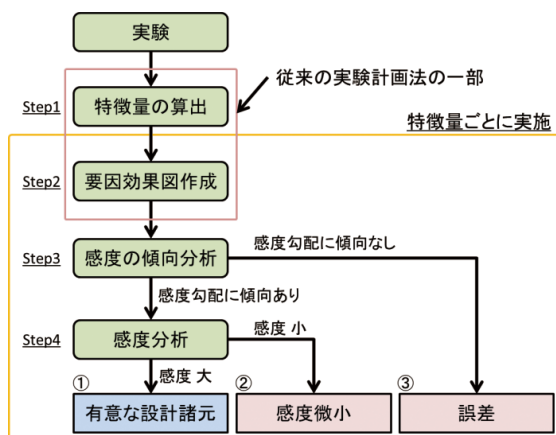 実験
従来の実験計画法の一部
Step1
特徴量の算出
特徴量ごとに実施
Step2
要因効果図作成
Step3
感度の傾向分析
感度勾配に傾向なし
感度勾配に傾向あり
Step4
感度分析
感度 小
感度 大
①
②
③
有意な設計諸元
感度微小
誤差